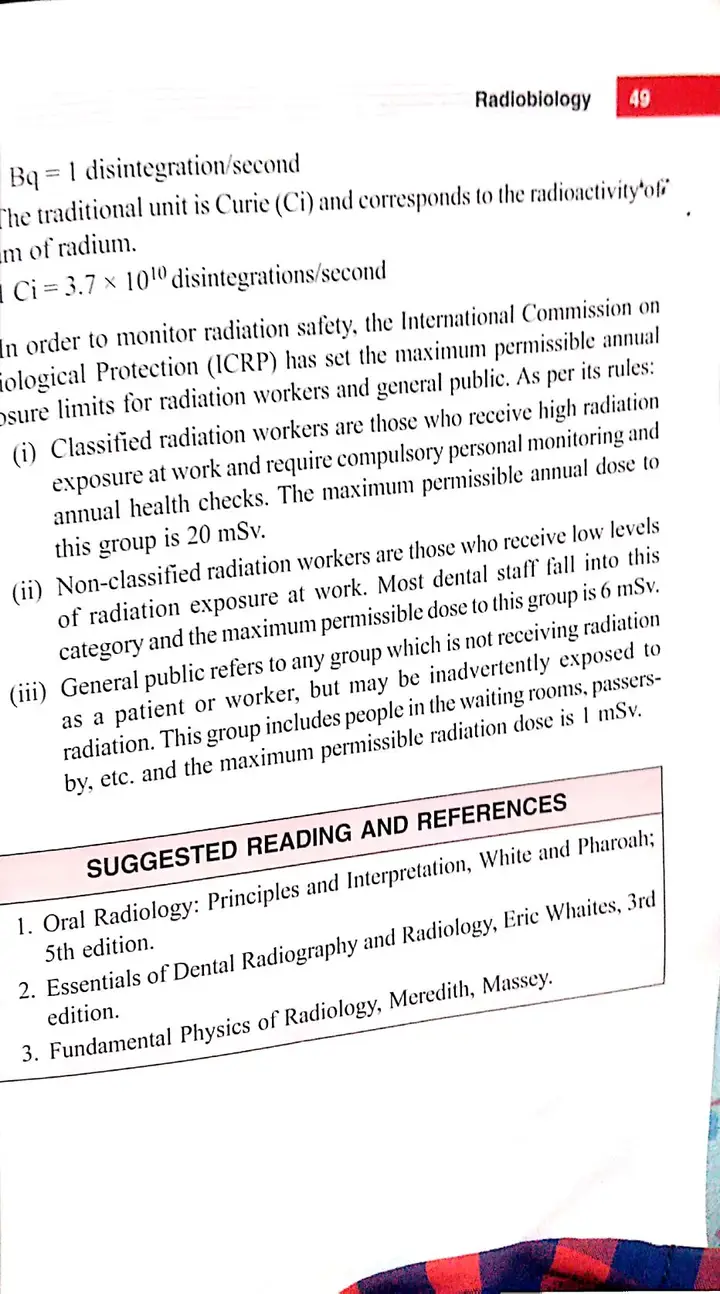 Radiobiology 49
Bq = 1 disintegration/second
The traditional unit is Curie (Ci) and corresponds to the radioactivity of
m of radium.
1 Ci = 3.7 × 10¹⁰ disintegrations/second
In order to monitor radiation safety, the International Commission on
iological Protection (ICRP) has set the maximum permissible annual
osure limits for radiation workers and general public. As per its rules:
(i) Classified radiation workers are those who receive high radiation
exposure at work and require compulsory personal monitoring and
annual health checks. The maximum permissible annual dose to
this group is 20 mSv.
(ii) Non-classified radiation workers are those who receive low levels
of radiation exposure at work. Most dental staff fall into this
category and the maximum permissible dose to this group is 6 mSv.
(iii) General public refers to any group which is not receiving radiation
as a patient or worker, but may be inadvertently exposed to
radiation. This group includes people in the waiting rooms, passers-
by, etc. and the maximum permissible radiation dose is 1 mSv.
SUGGESTED READING AND REFERENCES
1. Oral Radiology: Principles and Interpretation, White and Pharoah;
5th edition.
2. Essentials of Dental Radiography and Radiology, Eric Whaites, 3rd
edition.
3. Fundamental Physics of Radiology, Meredith, Massey.